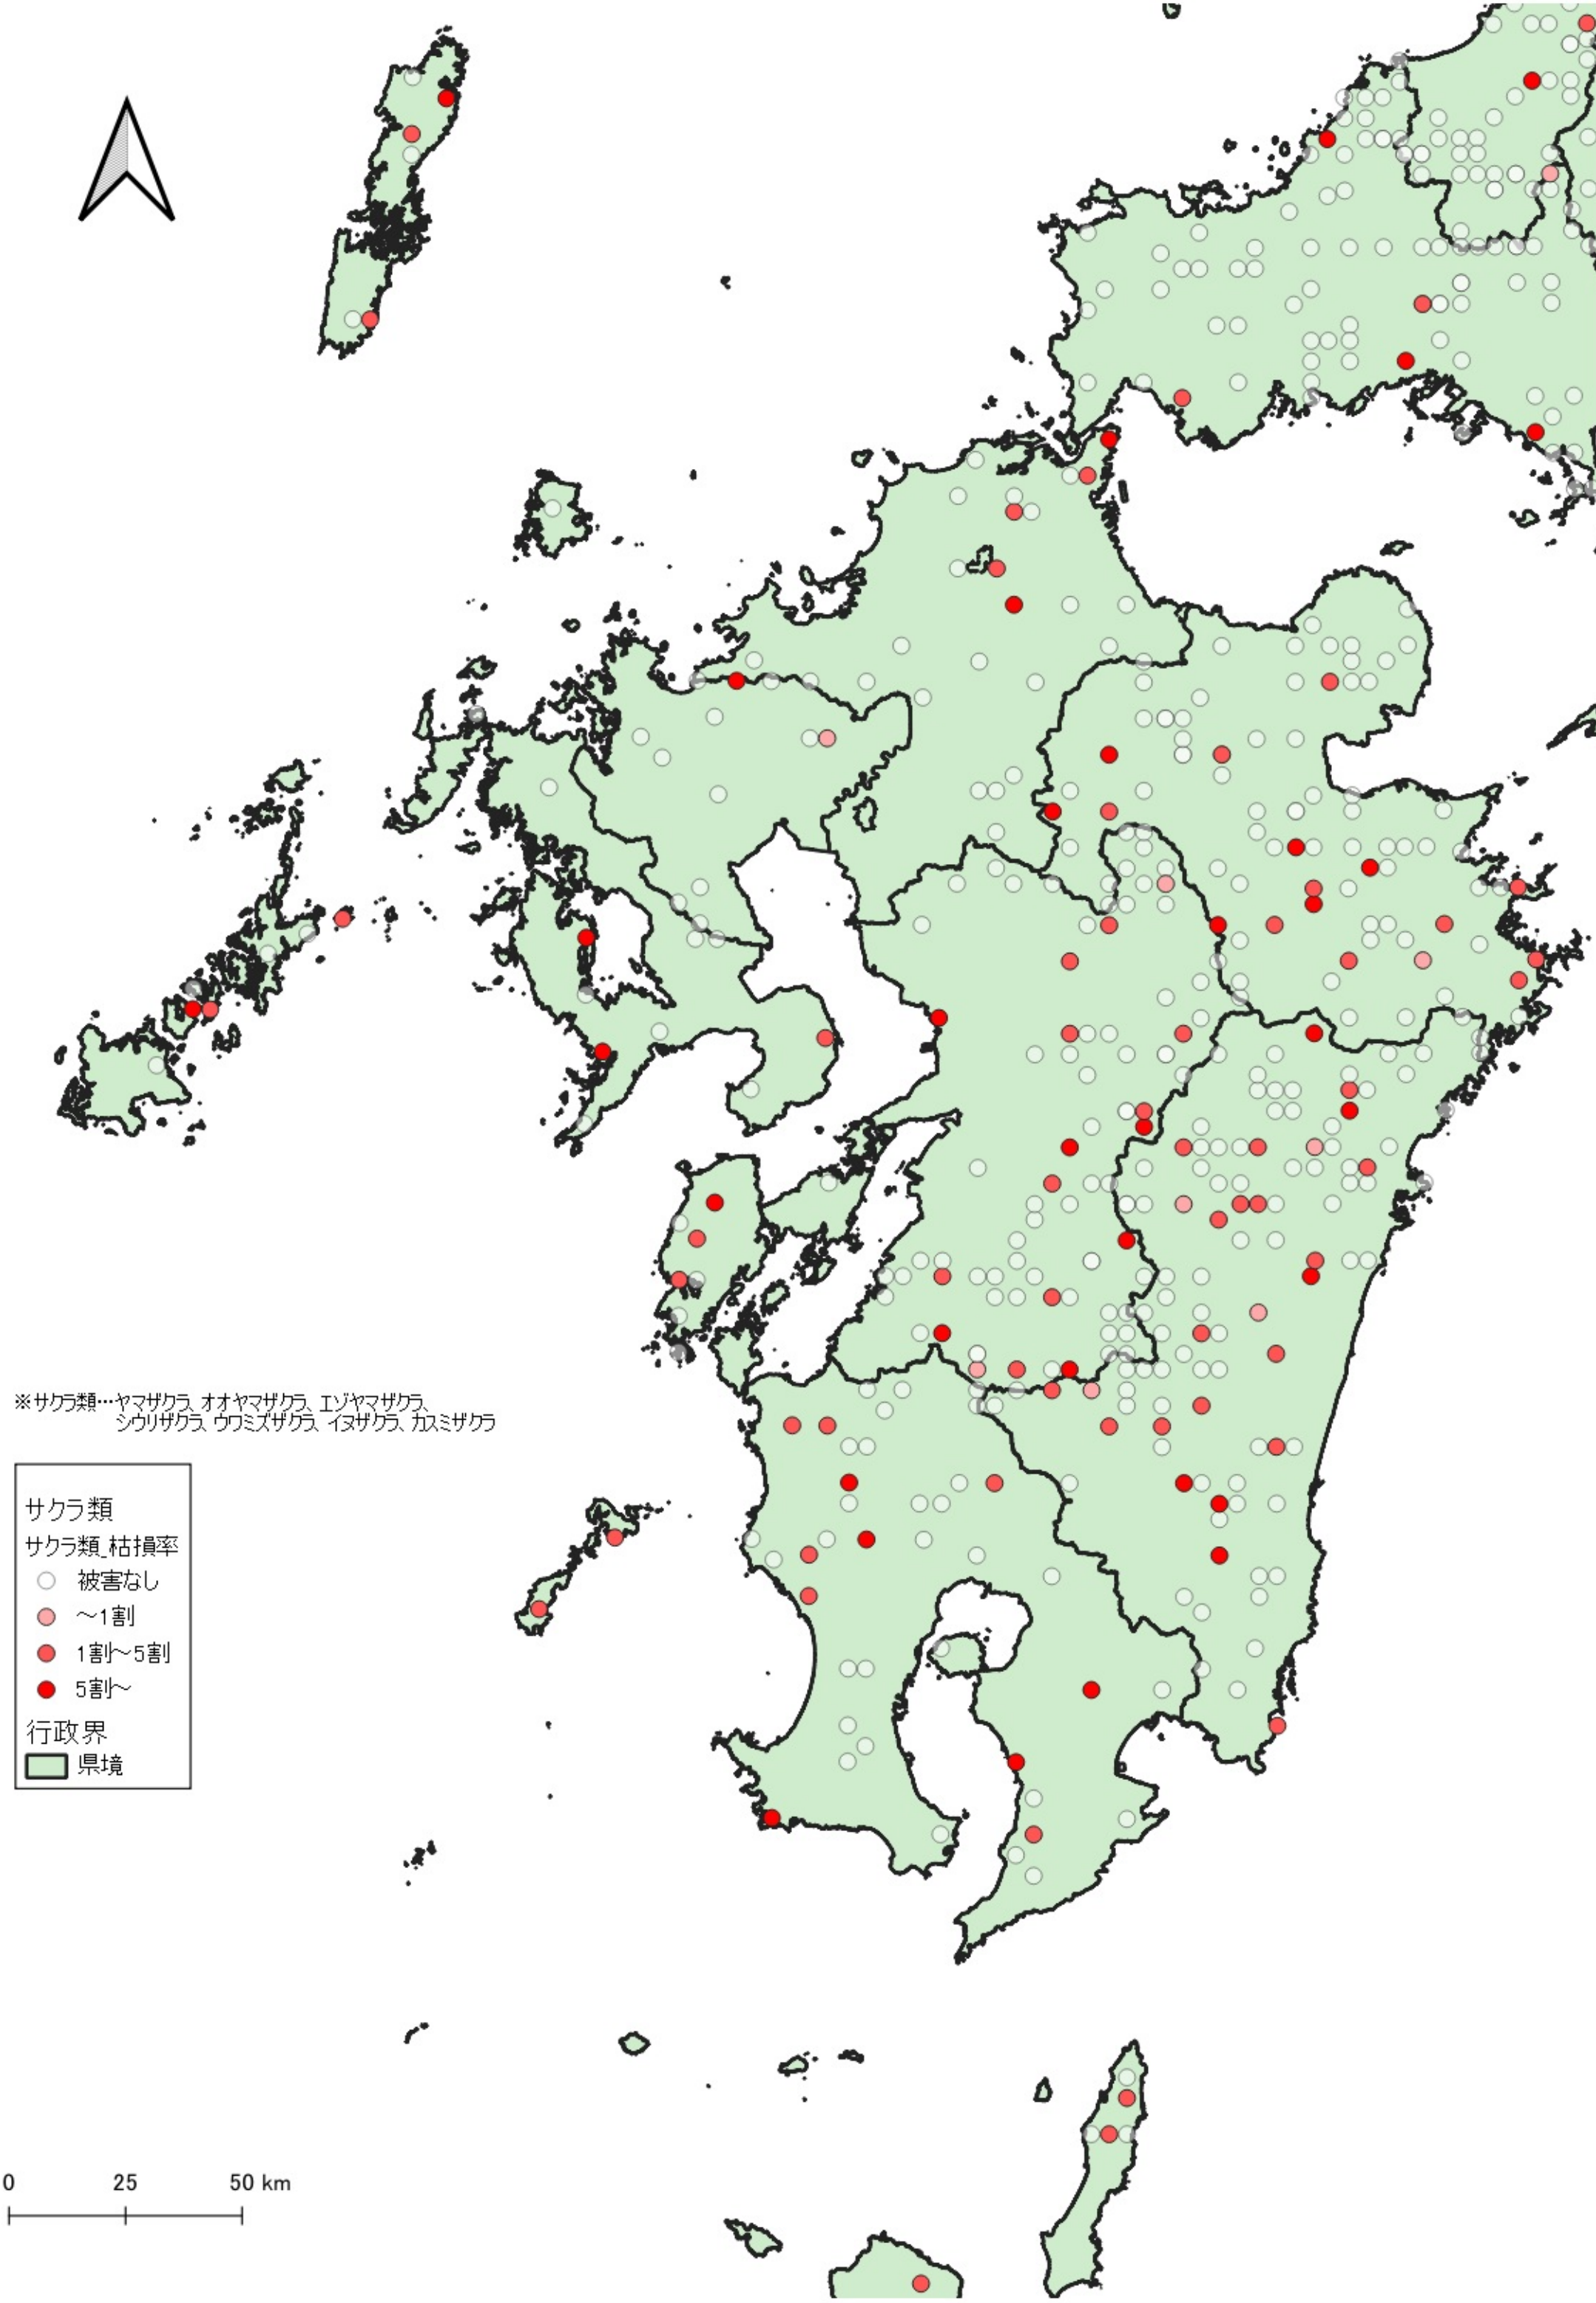 ※サクラ類…ヤマザクラ、オオヤマザクラ、エゾヤマザクラ、
シウリザクラ、ウワミズザクラ、イヌザクラ、カスミザクラ
サクラ類
サクラ類_枯損率
被害なし
～1割
1割～5割
5割～
行政界
県境
0 25 50 km